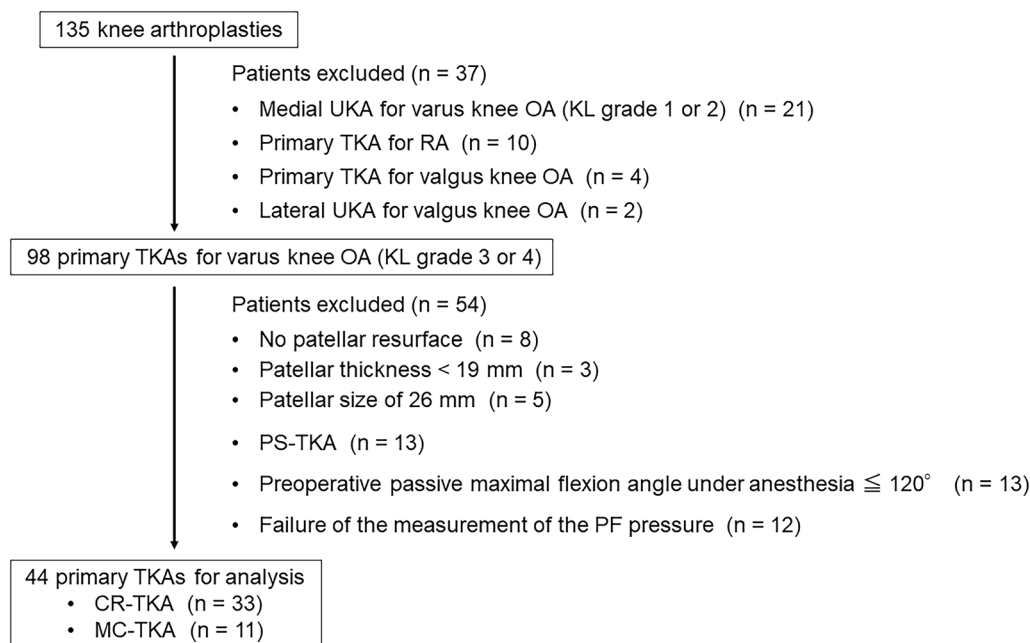 135 knee arthroplasties
Patients excluded (n = 37)
• Medial UKA for varus knee OA (KL grade 1 or 2) (n = 21)
• Primary TKA for RA (n = 10)
• Primary TKA for valgus knee OA (n = 4)
• Lateral UKA for valgus knee OA (n = 2)
98 primary TKAs for varus knee OA (KL grade 3 or 4)
Patients excluded (n = 54)
• No patellar resurface (n = 8)
• Patellar thickness < 19 mm (n = 3)
• Patellar size of 26 mm (n = 5)
• PS-TKA (n = 13)
• Preoperative passive maximal flexion angle under anesthesia ≦ 120° (n = 13)
• Failure of the measurement of the PF pressure (n = 12)
44 primary TKAs for analysis
• CR-TKA (n = 33)
• MC-TKA (n = 11)